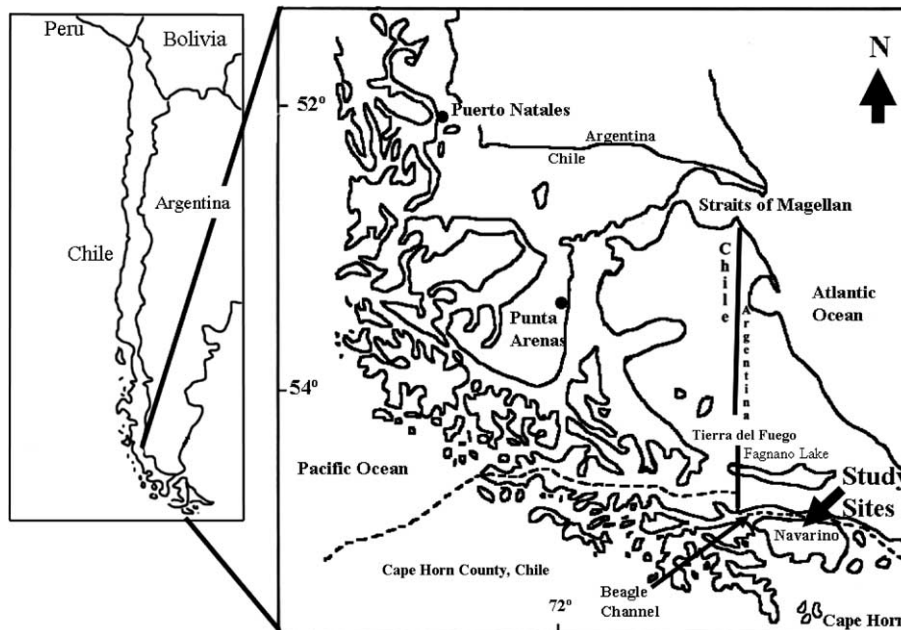 Peru
Bolivia
Argentina
Chile
N
52°
Puerto Natales
Argentina
Chile
Straits of Magellan
Chile
Argentina
Atlantic
Ocean
Punta
Arenas
54°
Tierra del Fuego
Fagnano Lake
Pacific Ocean
Study
Sites
Navarino
Cape Horn County, Chile
Beagle
Channel
72°
Cape Horn